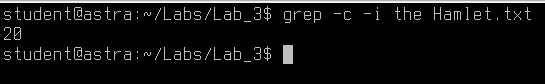 student@astra:~/Labs/Lab_3$ grep -c -i the Hamlet.txt
20
student@astra:~/Labs/Lab_3$